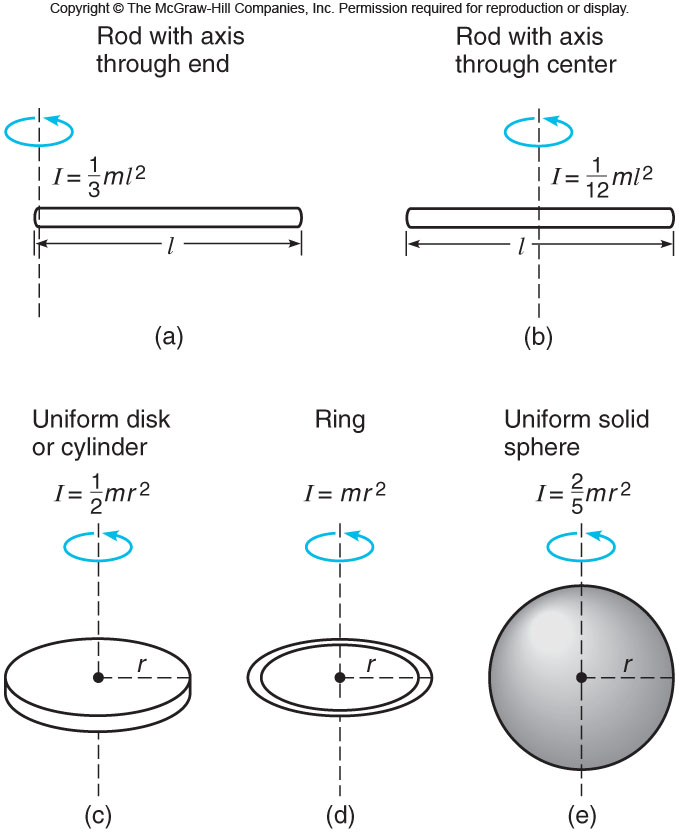 Copyright © The McGraw-Hill Companies, Inc. Permission required for reproduction or display.
Rod with axis
through end
I = 1/3 ml²
l
(a)
Rod with axis
through center
I = 1/12 ml²
l
(b)
Uniform disk
or cylinder
I = 1/2 mr²
r
(c)
Ring
I = mr²
r
(d)
Uniform solid
sphere
I = 2/5 mr²
r
(e)